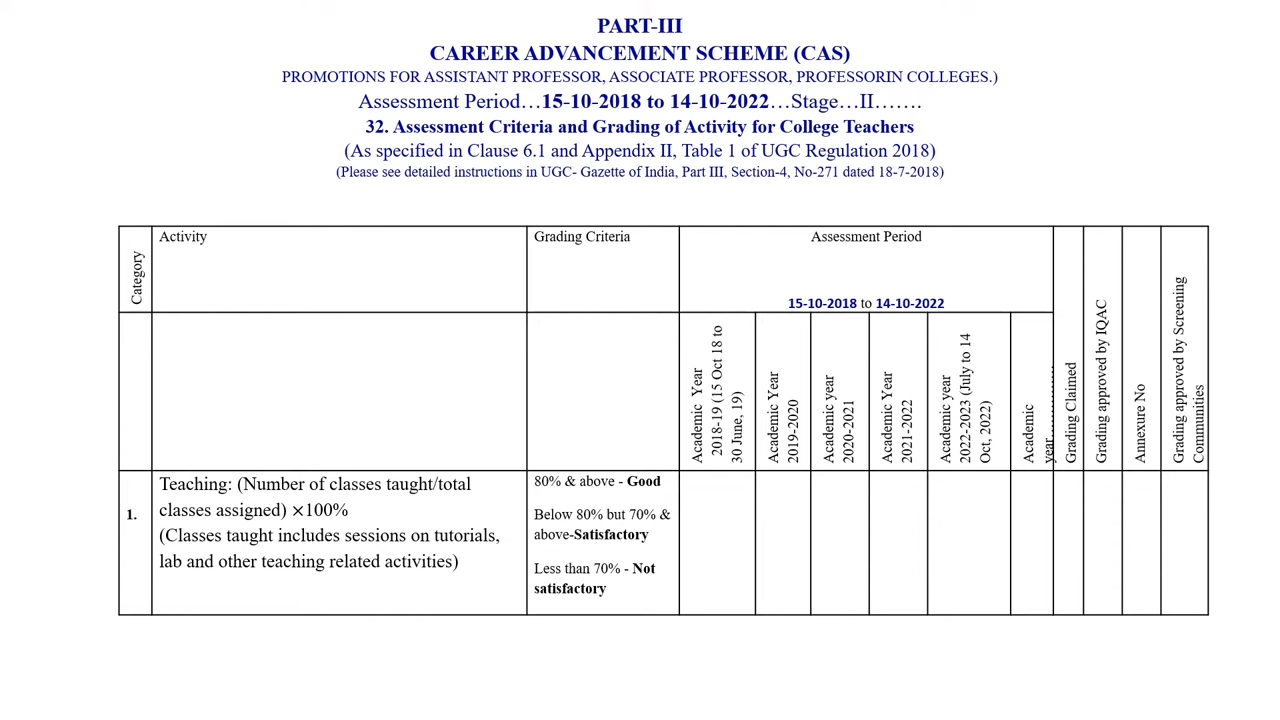 PART-III
CAREER ADVANCEMENT SCHEME (CAS)
PROMOTIONS FOR ASSISTANT PROFESSOR, ASSOCIATE PROFESSOR, PROFESSORIN COLLEGES.)
Assessment Period…15-10-2018 to 14-10-2022…Stage…II…….
32. Assessment Criteria and Grading of Activity for College Teachers
(As specified in Clause 6.1 and Appendix II, Table 1 of UGC Regulation 2018)
(Please see detailed instructions in UGC- Gazette of India, Part III, Section-4, No-271 dated 18-7-2018)
Category
Activity
Grading Criteria
Assessment Period
15-10-2018 to 14-10-2022
Academic Year
2018-19 (15 Oct 18 to
30 June, 19)
Academic Year
2019-2020
Academic year
2020-2021
Academic Year
2021-2022
Academic year
2022-2023 (July to 14
Oct, 2022)
Academic
year……………
Grading Claimed
Grading approved by IQAC
Annexure No
Grading approved by Screening
Communities
1.
Teaching: (Number of classes taught/total
classes assigned) ×100%
(Classes taught includes sessions on tutorials,
lab and other teaching related activities)
80% & above - Good
Below 80% but 70% &
above-Satisfactory
Less than 70% - Not
satisfactory